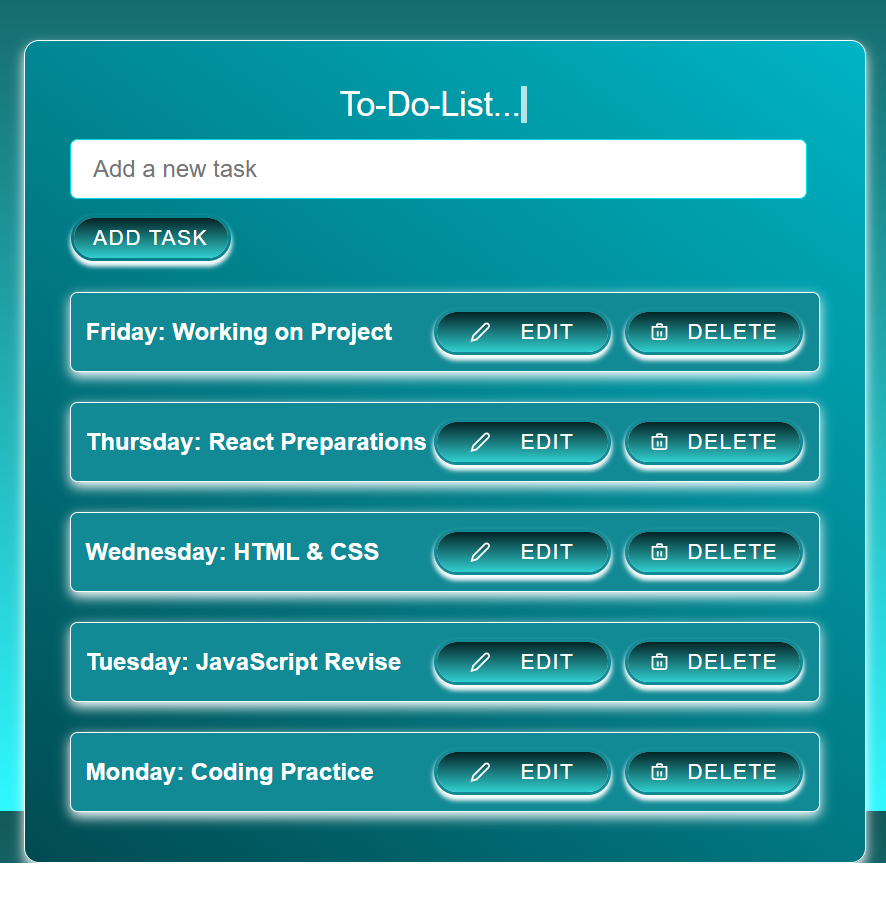 To-Do-List...
Add a new task
ADD TASK
Friday: Working on Project EDIT DELETE
Thursday: React Preparations EDIT DELETE
Wednesday: HTML & CSS EDIT DELETE
Tuesday: JavaScript Revise EDIT DELETE
Monday: Coding Practice EDIT DELETE